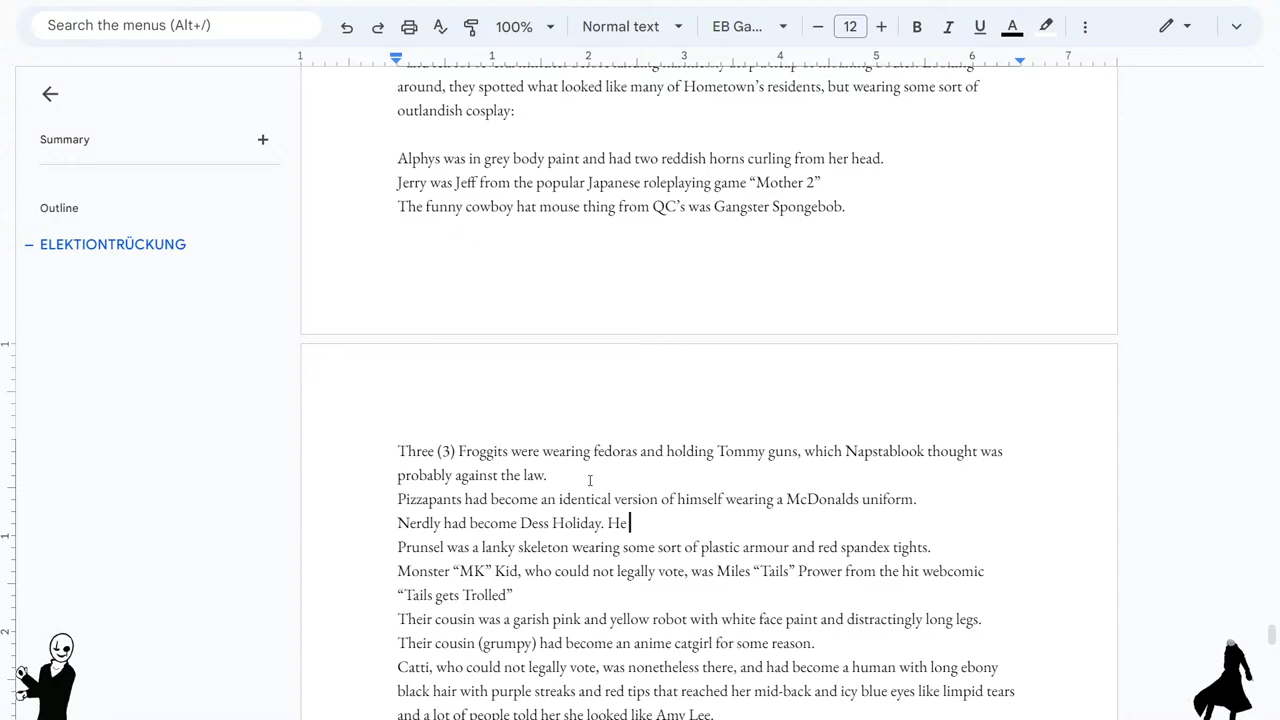 Search the menus (Alt+/)
100%
Normal text
EB Ga...
12
B
I
U
A
1
1
2
3
4
5
6
7
Summary
Outline
– ELEKTIONTRÜCKUNG
1
1
2
around, they spotted what looked like many of Hometown’s residents, but wearing some sort of
outlandish cosplay:
Alphys was in grey body paint and had two reddish horns curling from her head.
Jerry was Jeff from the popular Japanese roleplaying game “Mother 2”
The funny cowboy hat mouse thing from QC’s was Gangster Spongebob.
Three (3) Froggits were wearing fedoras and holding Tommy guns, which Napstablook thought was
probably against the law.
Pizzapants had become an identical version of himself wearing a McDonalds uniform.
Nerdly had become Dess Holiday. He
Prunsel was a lanky skeleton wearing some sort of plastic armour and red spandex tights.
Monster “MK” Kid, who could not legally vote, was Miles “Tails” Prower from the hit webcomic
“Tails gets Trolled”
Their cousin was a garish pink and yellow robot with white face paint and distractingly long legs.
Their cousin (grumpy) had become an anime catgirl for some reason.
Catti, who could not legally vote, was nonetheless there, and had become a human with long ebony
black hair with purple streaks and red tips that reached her mid-back and icy blue eyes like limpid tears
and a lot of people told her she looked like Amy Lee.